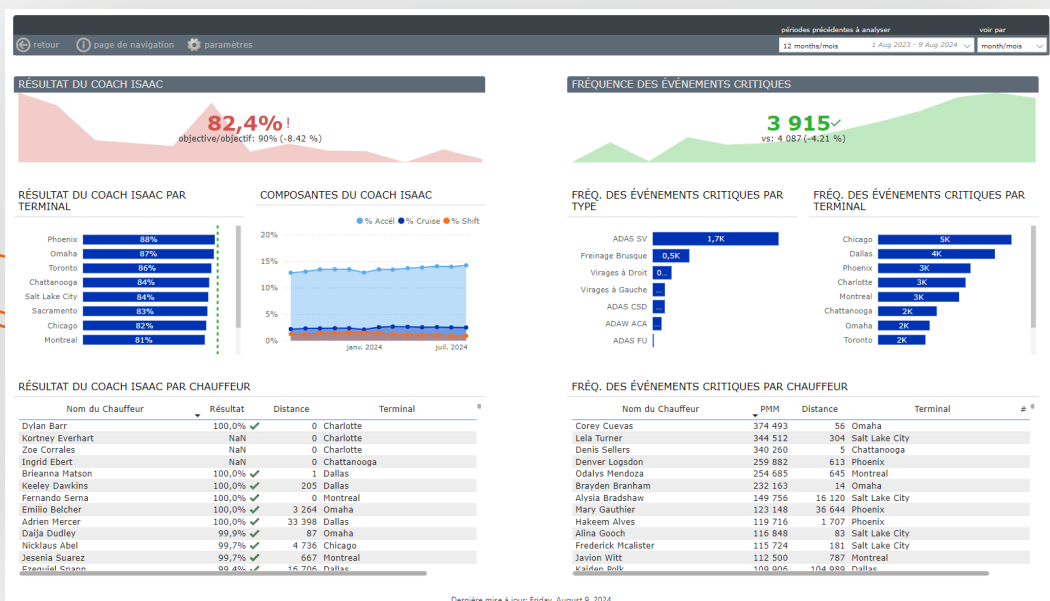 périodes précédentes à analyser voir par
retour page de navigation paramètres 12 months/mois 1 Aug 2023 - 9 Aug 2024 month/mois
RÉSULTAT DU COACH ISAAC
82,4% !
objective/objectif: 90% (-8.42 %)
FRÉQUENCE DES ÉVÉNEMENTS CRITIQUES
3 915
vs: 4 087 (-4.21 %)
RÉSULTAT DU COACH ISAAC PAR
TERMINAL
Phoenix 88%
Omaha 87%
Toronto 86%
Chattanooga 84%
Salt Lake City 84%
Sacramento 83%
Chicago 82%
Montreal 81%
COMPOSANTES DU COACH ISAAC
% Accél % Cruise % Shift
20%
15%
10%
5%
0%
janv. 2024 juil. 2024
FRÉQ. DES ÉVÉNEMENTS CRITIQUES PAR
TYPE
ADAS SV 1,7K
Freinage Brusque 0,5K
Virages à Droit 0...
Virages à Gauche ...
ADAS CSD ...
ADAW ACA ...
ADAS FU
FRÉQ. DES ÉVÉNEMENTS CRITIQUES PAR
TERMINAL
Chicago 5K
Dallas 4K
Phoenix 3K
Charlotte 3K
Montreal 3K
Chattanooga 2K
Omaha 2K
Toronto 2K
RÉSULTAT DU COACH ISAAC PAR CHAUFFEUR
Nom du Chauffeur Résultat Distance Terminal
Dylan Barr 100,0% 0 Charlotte
Kortney Everhart NaN 0 Charlotte
Zoe Corrales NaN 0 Charlotte
Ingrid Ebert NaN 0 Chattanooga
Brieanna Matson 100,0% 1 Dallas
Keeley Dawkins 100,0% 205 Dallas
Fernando Serna 100,0% 0 Montreal
Emilio Belcher 100,0% 3 264 Omaha
Adrien Mercer 100,0% 33 398 Dallas
Daija Dudley 99,9% 87 Omaha
Nicklaus Abel 99,7% 4 736 Chicago
Jesenia Suarez 99,7% 667 Montreal
Ezequiel Spann 99,4% 16 706 Dallas
FRÉQ. DES ÉVÉNEMENTS CRITIQUES PAR CHAUFFEUR
Nom du Chauffeur PMM Distance Terminal #
Corey Cuevas 374 493 56 Omaha
Lela Turner 344 512 304 Salt Lake City
Denis Sellers 340 260 5 Chattanooga
Denver Logsdon 259 882 613 Phoenix
Odalys Mendoza 254 685 645 Montreal
Brayden Branham 232 163 14 Omaha
Alysia Bradshaw 149 756 16 120 Salt Lake City
Mary Gauthier 123 148 36 644 Phoenix
Hakeem Alves 119 716 1 707 Phoenix
Alina Gooch 116 848 83 Salt Lake City
Frederick Mcalister 115 724 181 Salt Lake City
Javion Witt 112 500 787 Montreal
Kaiden Polk 109 906 104 989 Dallas
Dernière mise à jour: Friday, August 9, 2024